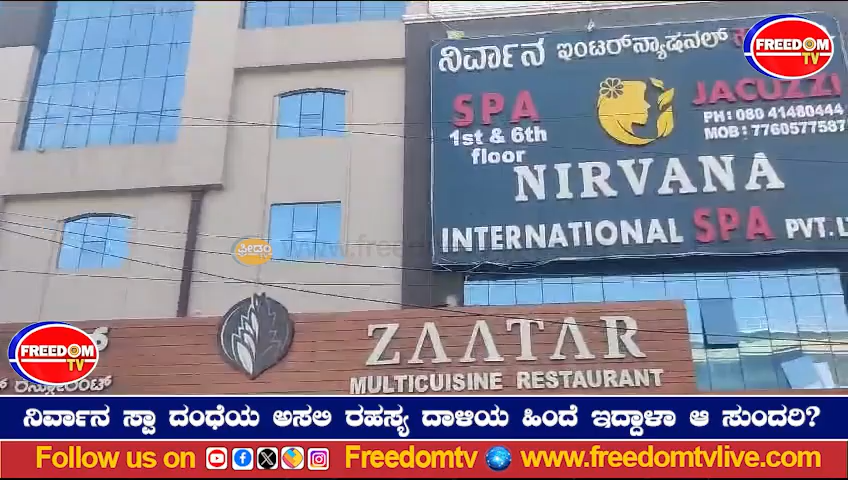 ನಿರ್ವಾನ ಇಂಟರ್‌ನ್ಯಾಷನಲ್
FREEDOM
TV
SPA
1st & 6th
floor
JACUZZI
PH: 080 41480444
MOB.: 7760577587
NIRVANA
INTERNATIONAL SPA PVT.L
ಫ್ರೀಡಂ
ZAATAR
MULTICUISINE RESTAURANT
FREEDOM
TV
ರೆಸ್ಟೋರೆಂಟ್
ನಿರ್ವಾನ ಸ್ಪಾ ದಂಧೆಯ ಅಸಲಿ ರಹಸ್ಯ ದಾಳಿಯ ಹಿಂದೆ ಇದ್ದಾಳಾ ಆ ಸುಂದರಿ?
Follow us on Freedomtv www.freedomtvlive.com